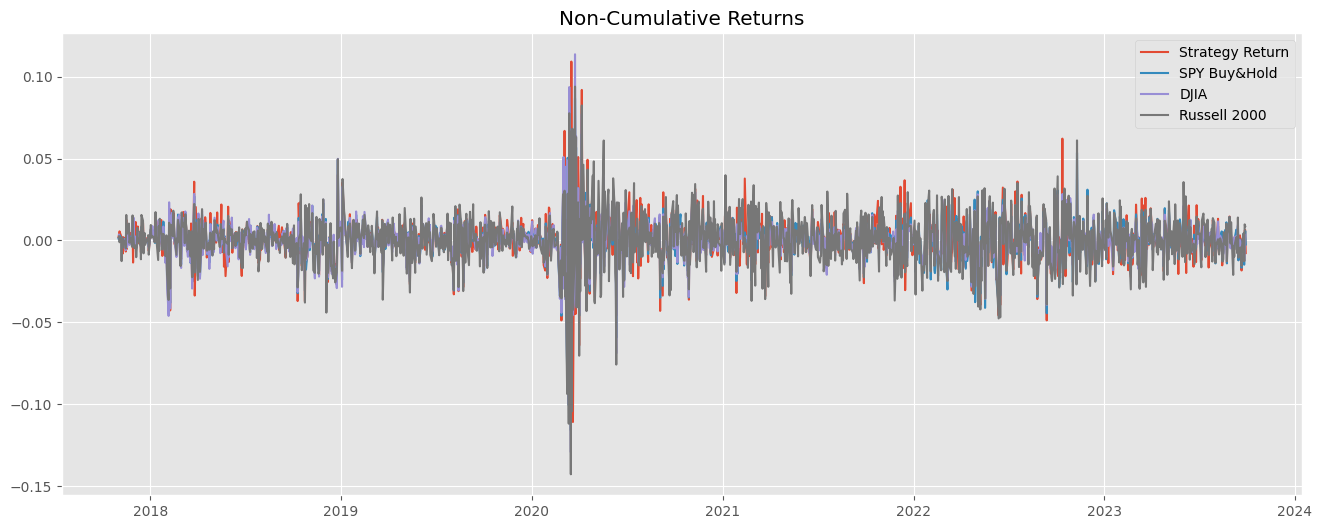 Non-Cumulative Returns
Strategy Return
SPY Buy&Hold
DJIA
Russell 2000
0.10
0.05
0.00
−0.05
−0.10
−0.15
2018 2019 2020 2021 2022 2023 2024